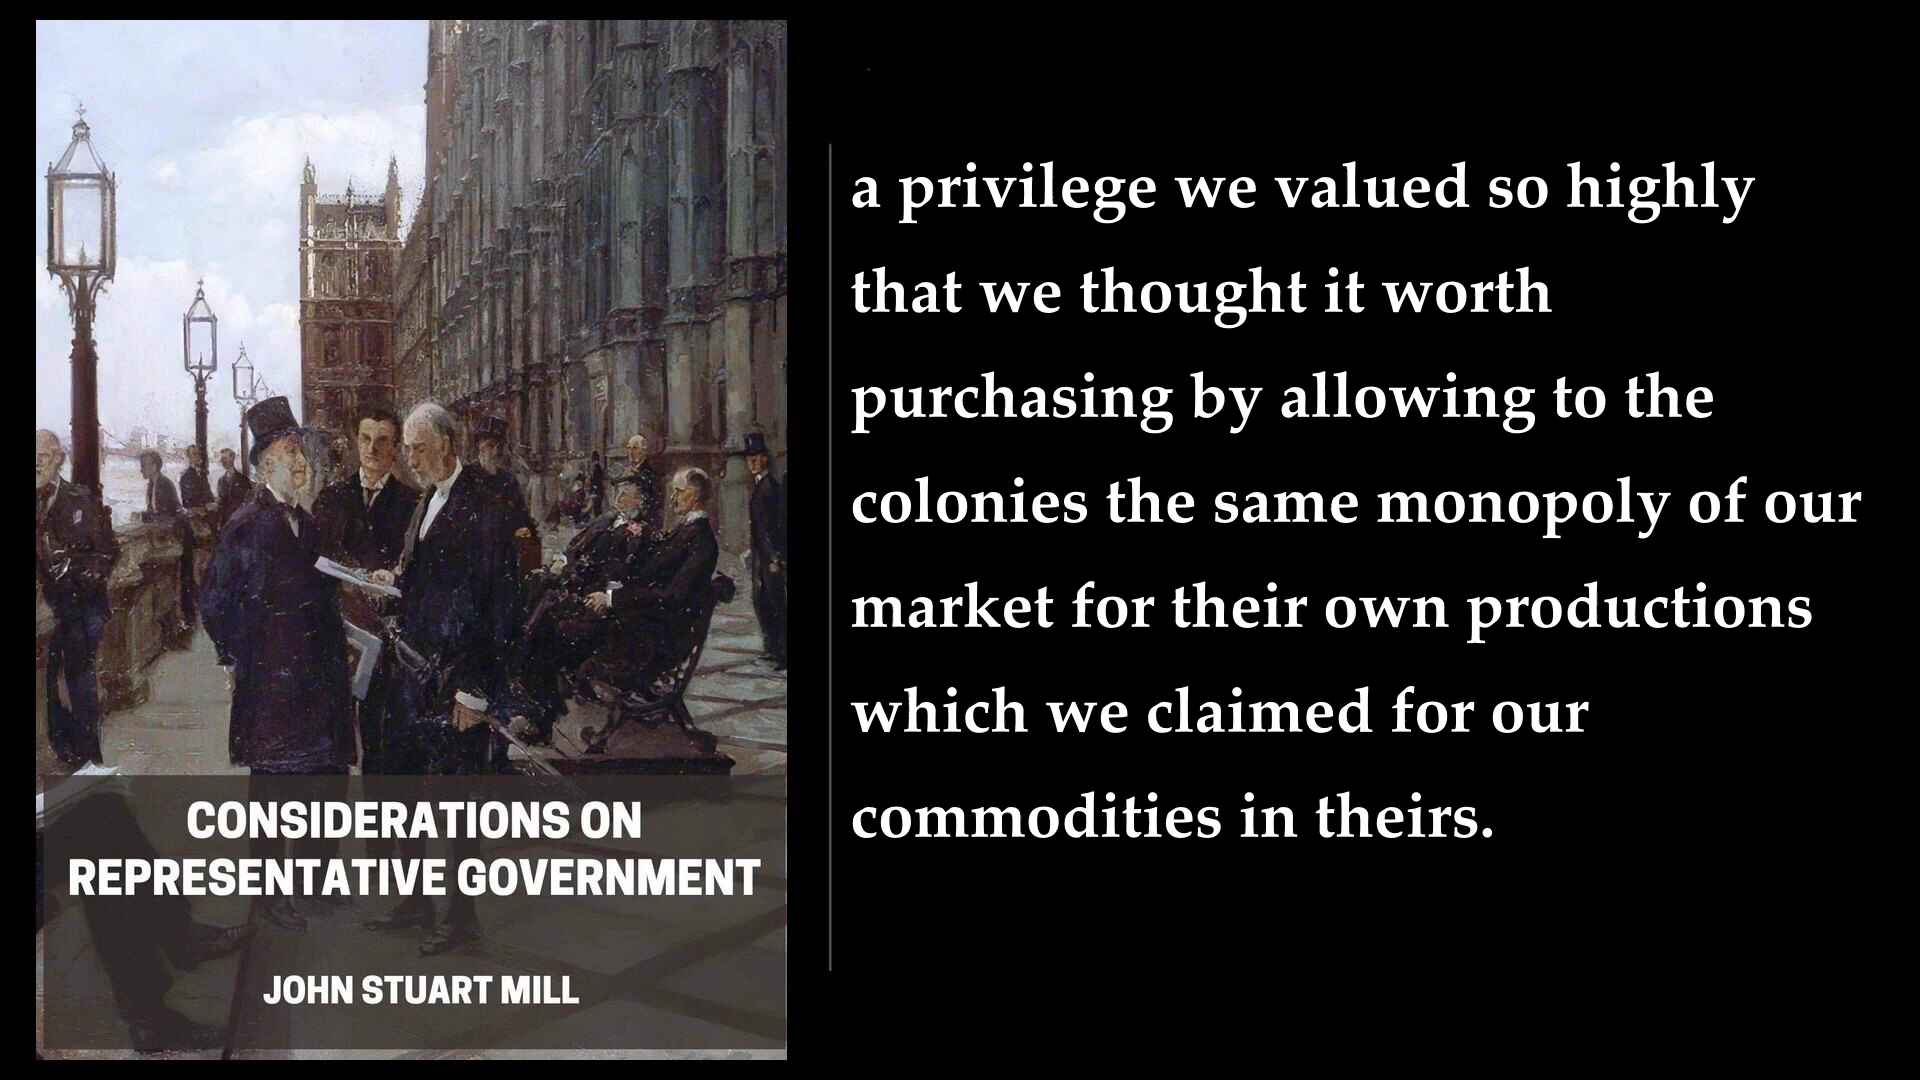 a privilege we valued so highly
that we thought it worth
purchasing by allowing to the
colonies the same monopoly of our
market for their own productions
which we claimed for our
commodities in theirs.
CONSIDERATIONS ON
REPRESENTATIVE GOVERNMENT
JOHN STUART MILL